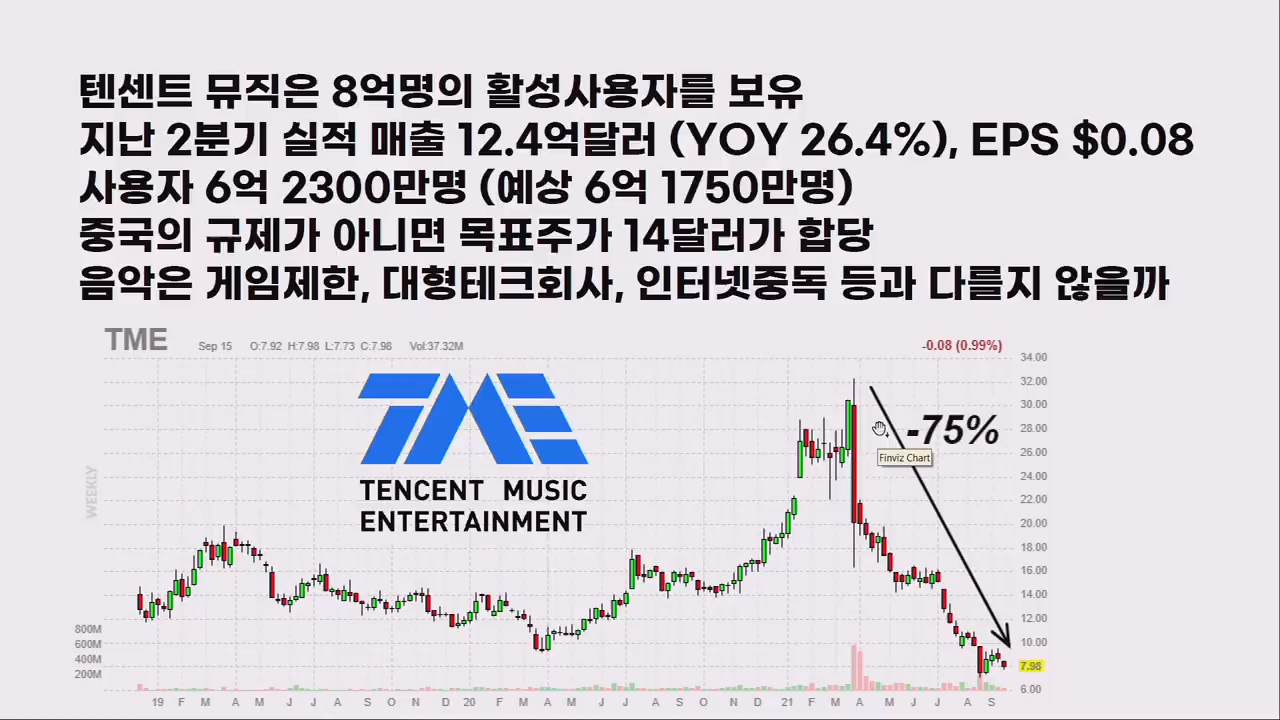 텐센트 뮤직은 8억명의 활성사용자를 보유
지난 2분기 실적 매출 12.4억달러 (YOY 26.4%), EPS $0.08
사용자 6억 2300만명 (예상 6억 1750만명)
중국의 규제가 아니면 목표주가 14달러가 합당
음악은 게임제한, 대형테크회사, 인터넷중독 등과 다를지 않을까
TME Sep 15 O:7.92 H:7.98 L:7.73 C:7.98 Vol:37.32M -0.08 (0.99%)
34.00
32.00
30.00
28.00
26.00
24.00
22.00
20.00
18.00
16.00
14.00
12.00
10.00
7.98
6.00
-75%
Finviz Chart
TME
TENCENT MUSIC
ENTERTAINMENT
WEEKLY
800M
600M
400M
200M
19 F M A M J J A S O N D 20 F M A M J J A S O N D 21 F M A M J J A S